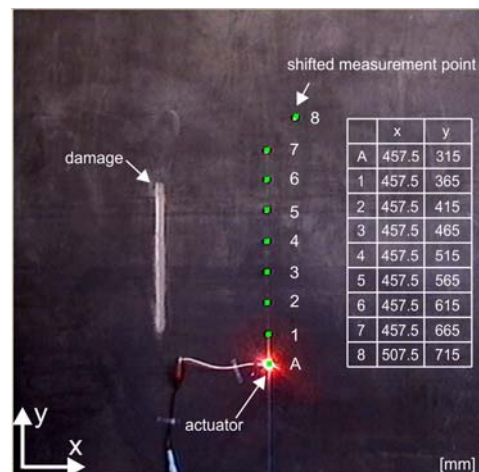 shifted measurement point
8
damage
7
6
5
4
3
2
1
A
actuator
y
x
[mm]
x y
A 457.5 315
1 457.5 365
2 457.5 415
3 457.5 465
4 457.5 515
5 457.5 565
6 457.5 615
7 457.5 665
8 507.5 715